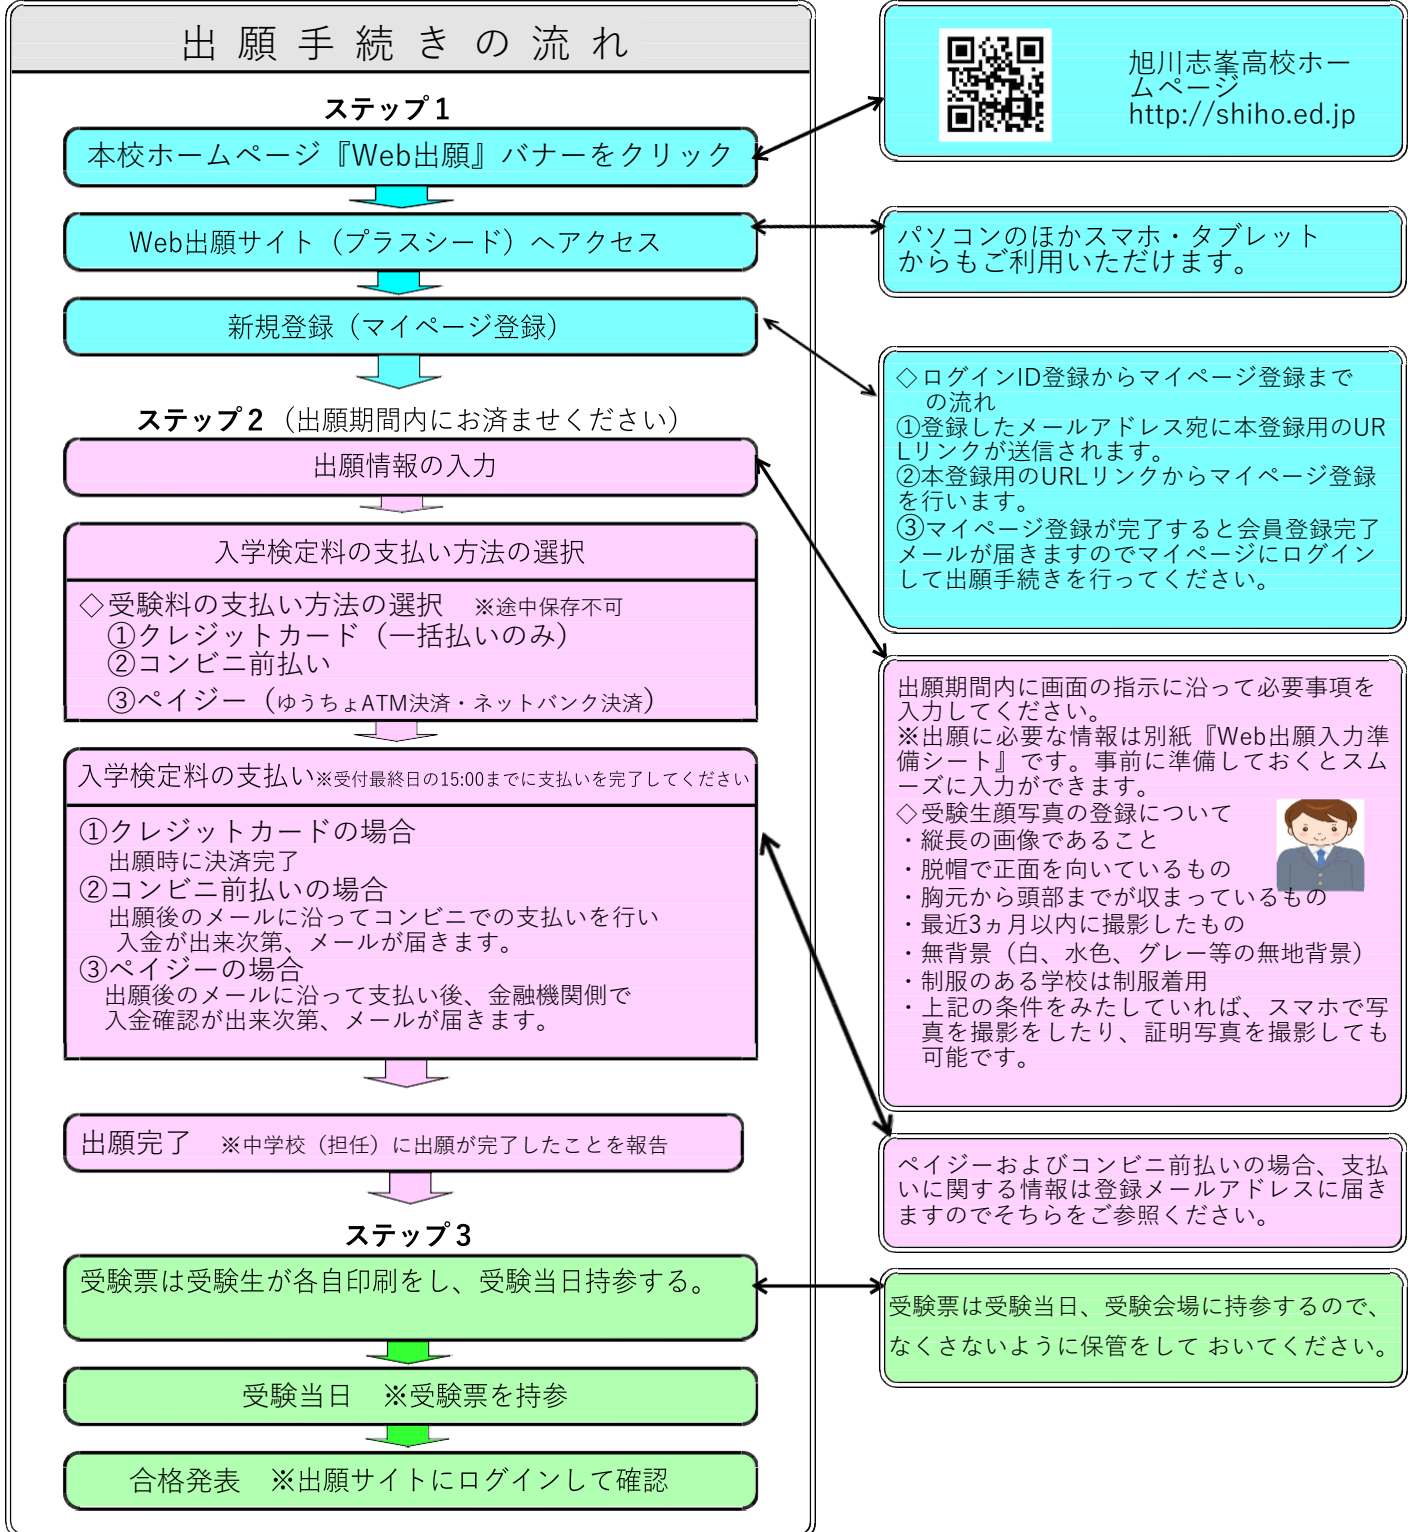 出願手続きの流れ
ステップ1
本校ホームページ『Web出願』バナーをクリック
Web出願サイト（プラスシード）へアクセス
新規登録（マイページ登録）
ステップ2（出願期間内にお済ませください）
出願情報の入力
入学検定料の支払い方法の選択
◇受験料の支払い方法の選択　※途中保存不可
①クレジットカード（一括払いのみ）
②コンビニ前払い
③ペイジー（ゆうちょATM決済・ネットバンク決済）
入学検定料の支払い※受付最終日の15:00までに支払いを完了してください
①クレジットカードの場合
出願時に決済完了
②コンビニ前払いの場合
出願後のメールに沿ってコンビニでの支払いを行い
入金が出来次第、メールが届きます。
③ペイジーの場合
出願後のメールに沿って支払い後、金融機関側で
入金確認が出来次第、メールが届きます。
出願完了　※中学校（担任）に出願が完了したことを報告
ステップ3
受験票は受験生が各自印刷をし、受験当日持参する。
受験当日　※受験票を持参
合格発表　※出願サイトにログインして確認
旭川志峯高校ホー
ムページ
http://shiho.ed.jp
パソコンのほかスマホ・タブレット
からもご利用いただけます。
◇ログインID登録からマイページ登録まで
の流れ
①登録したメールアドレス宛に本登録用のUR
Lリンクが送信されます。
②本登録用のURLリンクからマイページ登録
を行います。
③マイページ登録が完了すると会員登録完了
メールが届きますのでマイページにログイン
して出願手続きを行ってください。
出願期間内に画面の指示に沿って必要事項を
入力してください。
※出願に必要な情報は別紙『Web出願入力準
備シート』です。事前に準備しておくとスム
ーズに入力ができます。
◇受験生顔写真の登録について
・縦長の画像であること
・脱帽で正面を向いているもの
・胸元から頭部までが収まっているもの
・最近3ヵ月以内に撮影したもの
・無背景（白、水色、グレー等の無地背景）
・制服のある学校は制服着用
・上記の条件をみたしていれば、スマホで写
真を撮影をしたり、証明写真を撮影しても
可能です。
ペイジーおよびコンビニ前払いの場合、支払
いに関する情報は登録メールアドレスに届き
ますのでそちらをご参照ください。
受験票は受験当日、受験会場に持参するので、
なくさないように保管をして おいてください。